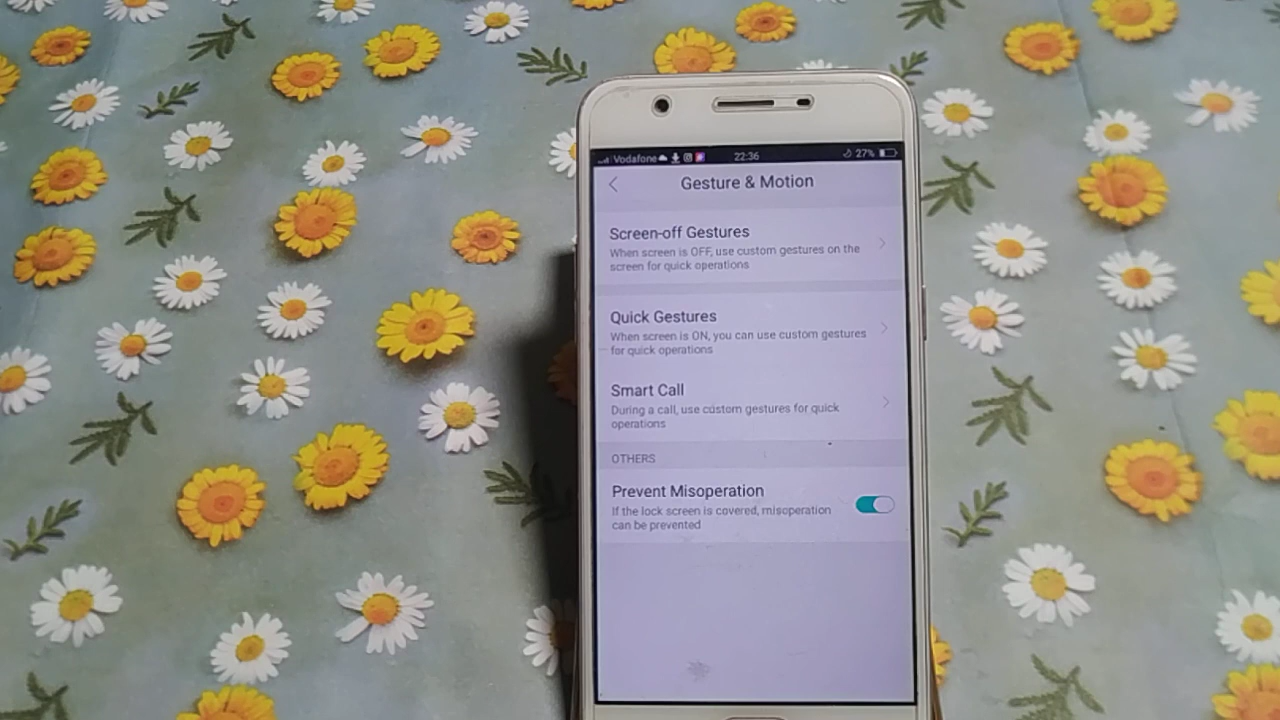 Vodafone 22:36 27%
Gesture & Motion
Screen-off Gestures
When screen is OFF, use custom gestures on the
screen for quick operations
Quick Gestures
When screen is ON, you can use custom gestures
for quick operations
Smart Call
During a call, use custom gestures for quick
operations
OTHERS
Prevent Misoperation
If the lock screen is covered, misoperation
can be prevented